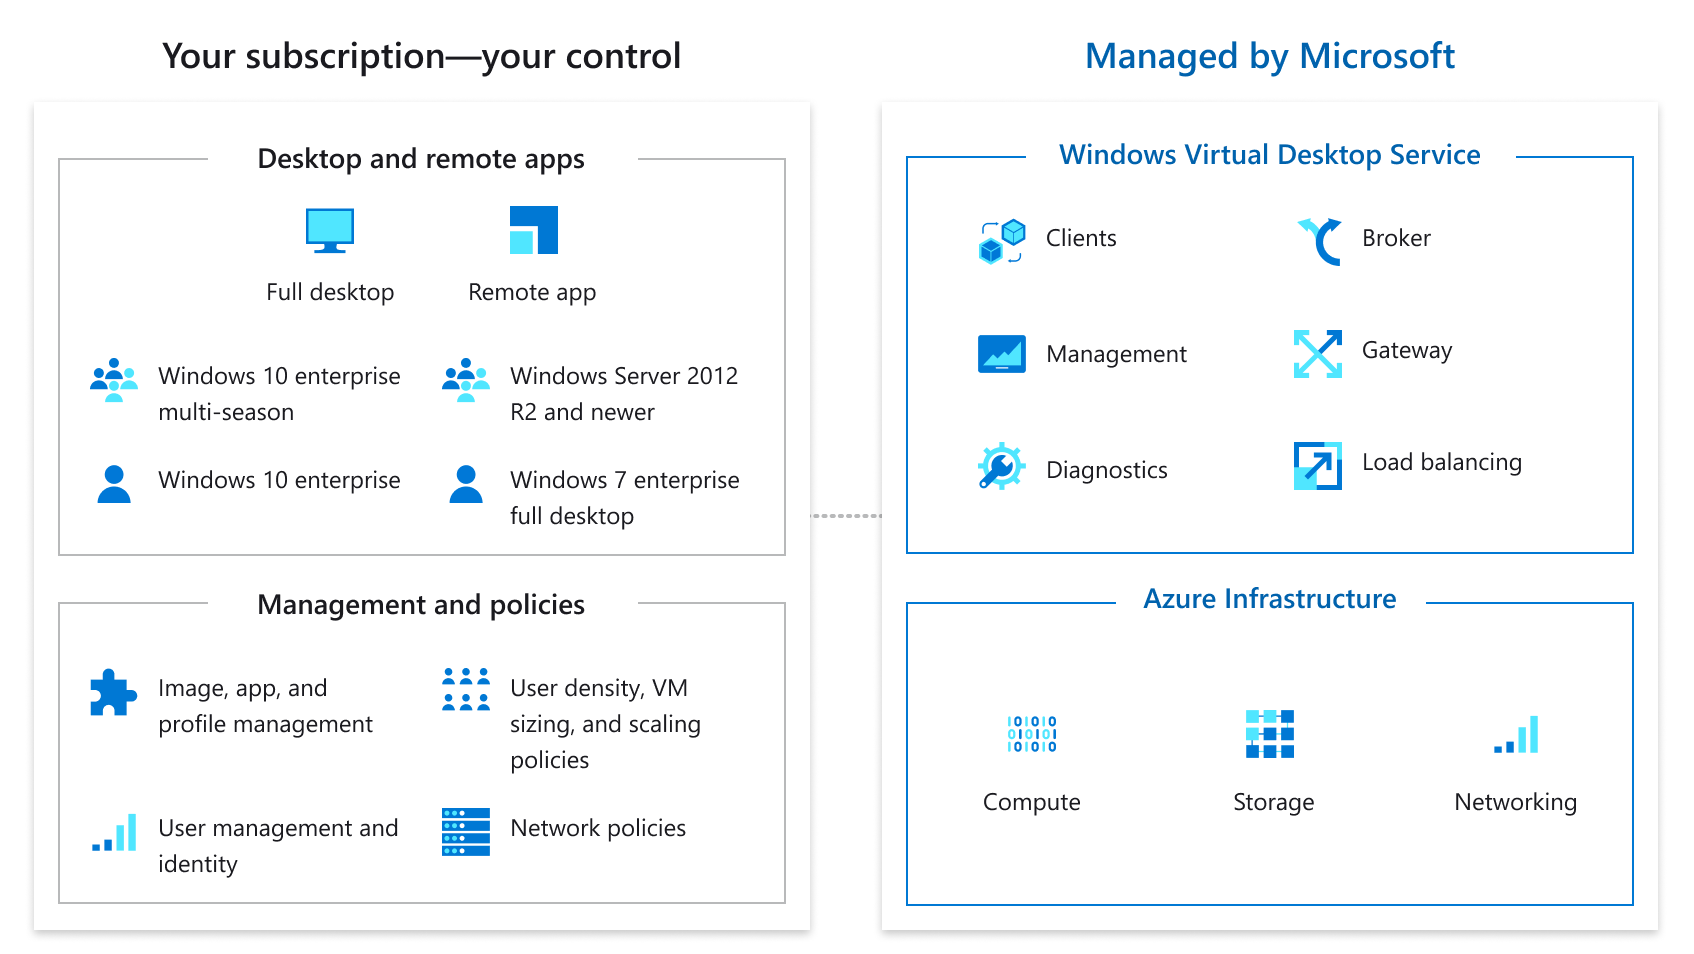 Your subscription—your control
Desktop and remote apps
Full desktop
Remote app
Windows 10 enterprise
multi-season
Windows Server 2012
R2 and newer
Windows 10 enterprise
Windows 7 enterprise
full desktop
Management and policies
Image, app, and
profile management
User density, VM
sizing, and scaling
policies
User management and
identity
Network policies
Managed by Microsoft
Windows Virtual Desktop Service
Clients
Broker
Management
Gateway
Diagnostics
Load balancing
Azure Infrastructure
Compute
Storage
Networking